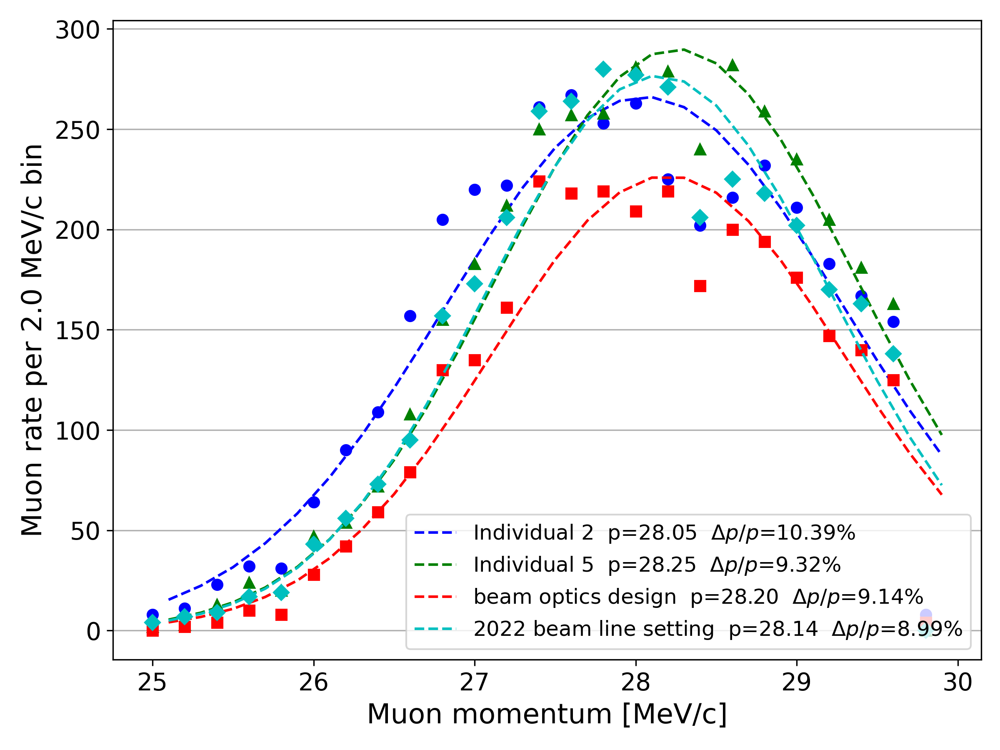 300
250
200
150
100
50
0
Muon rate per 2.0 MeV/c bin
Individual 2 p=28.05 Δp/p=10.39%
Individual 5 p=28.25 Δp/p=9.32%
beam optics design p=28.20 Δp/p=9.14%
2022 beam line setting p=28.14 Δp/p=8.99%
25 26 27 28 29 30
Muon momentum [MeV/c]